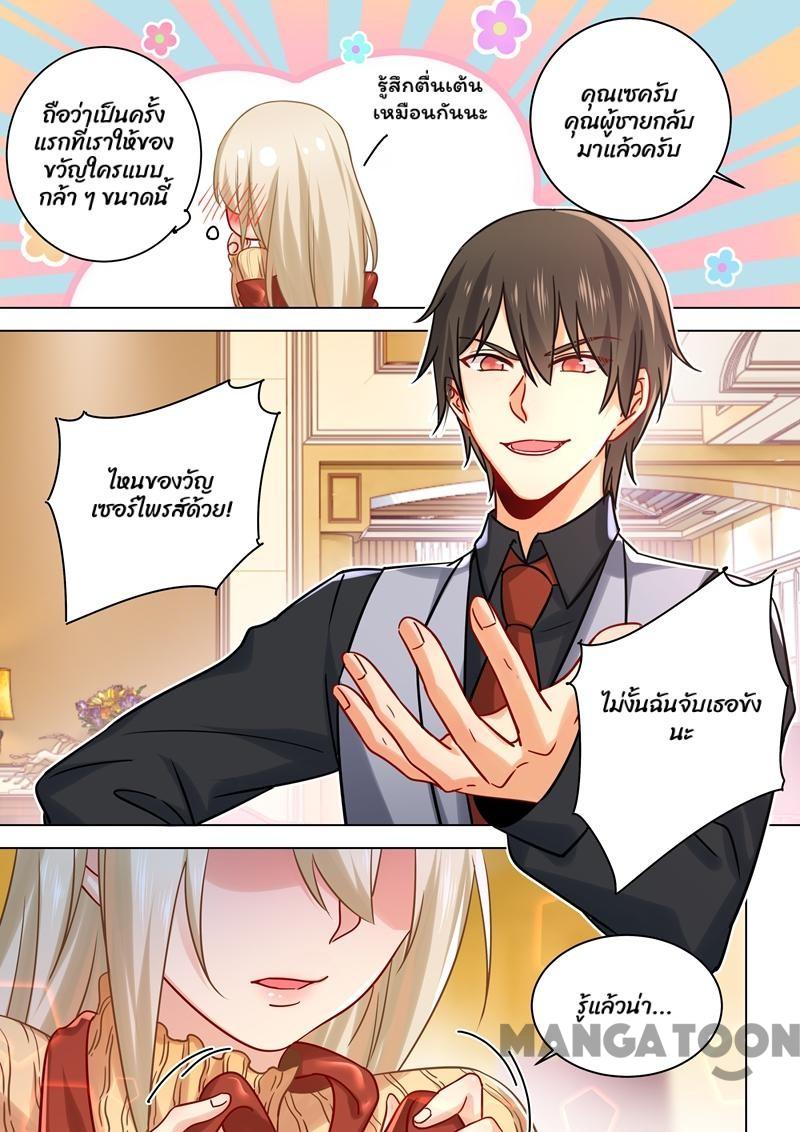 ถือว่าเป็นครั้ง
แรกที่เราให้ของ
ขวัญใครแบบ
กล้า ๆ ขนาดนี้
รู้สึกตื่นเต้น
เหมือนกันนะ
คุณเซครับ
คุณผู้ชายกลับ
มาแล้วครับ
ไหนของวัญ
เซอร์ไพรส์ด้วย!
ไม่งั้นฉันจับเธอขัง
นะ
รู้แล้วน่า...
MANGATOON